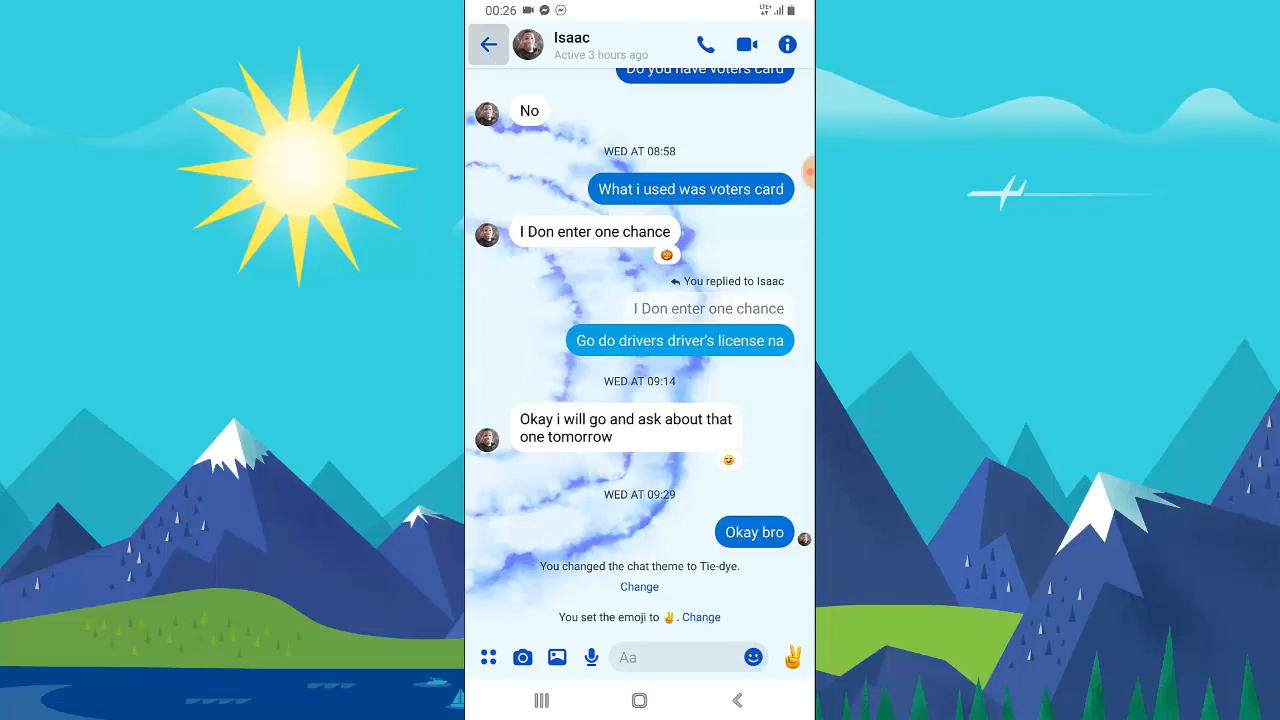 00:26
LTE+
Isaac
Active 3 hours ago
Do you have voters card
No
WED AT 08:58
What i used was voters card
I Don enter one chance
You replied to Isaac
I Don enter one chance
Go do drivers driver's license na
WED AT 09:14
Okay i will go and ask about that
one tomorrow
WED AT 09:29
Okay bro
You changed the chat theme to Tie-dye.
Change
You set the emoji to ✌. Change
Aa